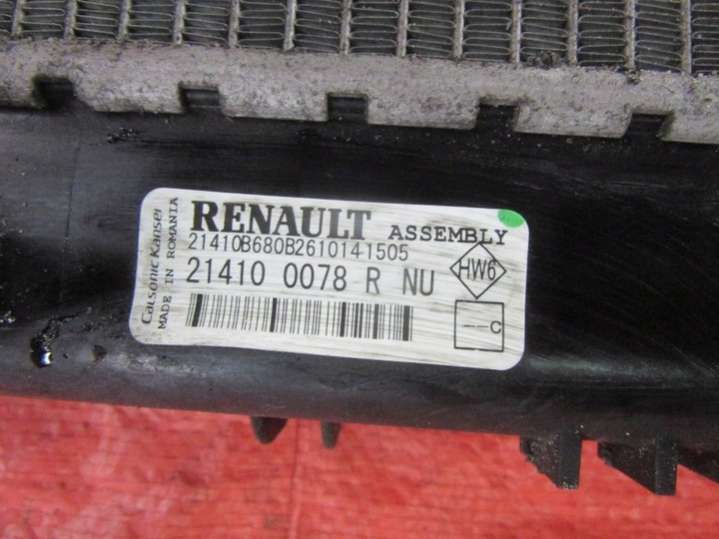 Calsonic Kansei
MADE IN ROMANIA
RENAULT ASSEMBLY
21410B680B2610141505
21410 0078 R NU
HW6
--C